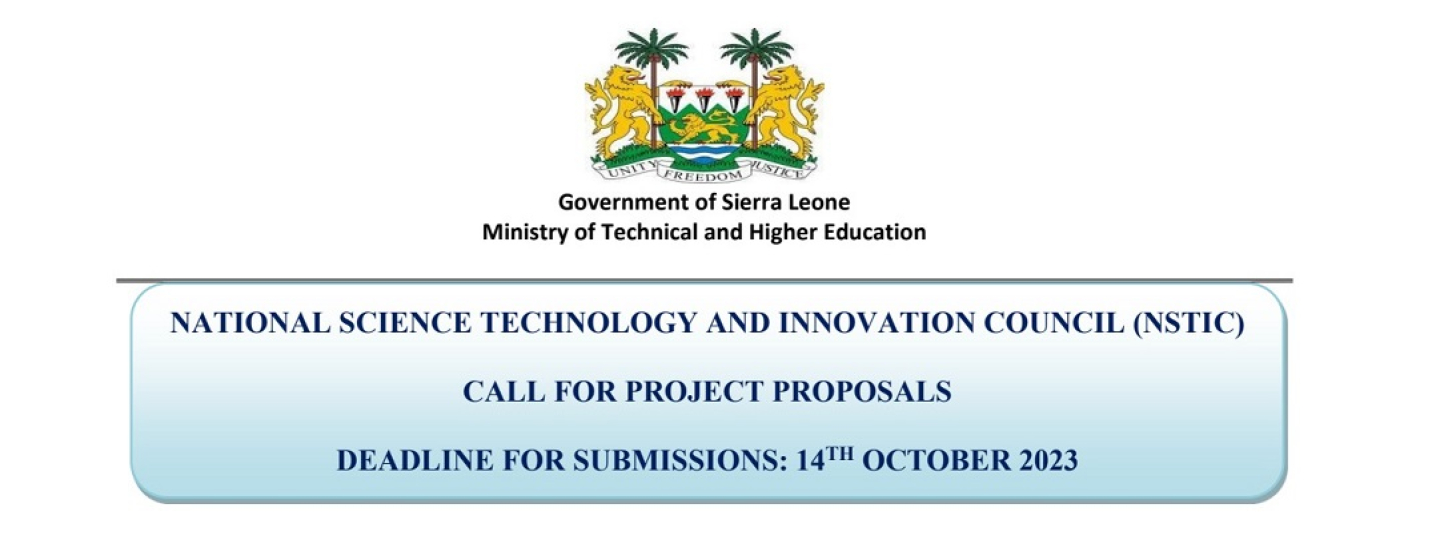 UNITY FREEDOM JUSTICE
Government of Sierra Leone
Ministry of Technical and Higher Education
NATIONAL SCIENCE TECHNOLOGY AND INNOVATION COUNCIL (NSTIC)
CALL FOR PROJECT PROPOSALS
DEADLINE FOR SUBMISSIONS: 14TH OCTOBER 2023